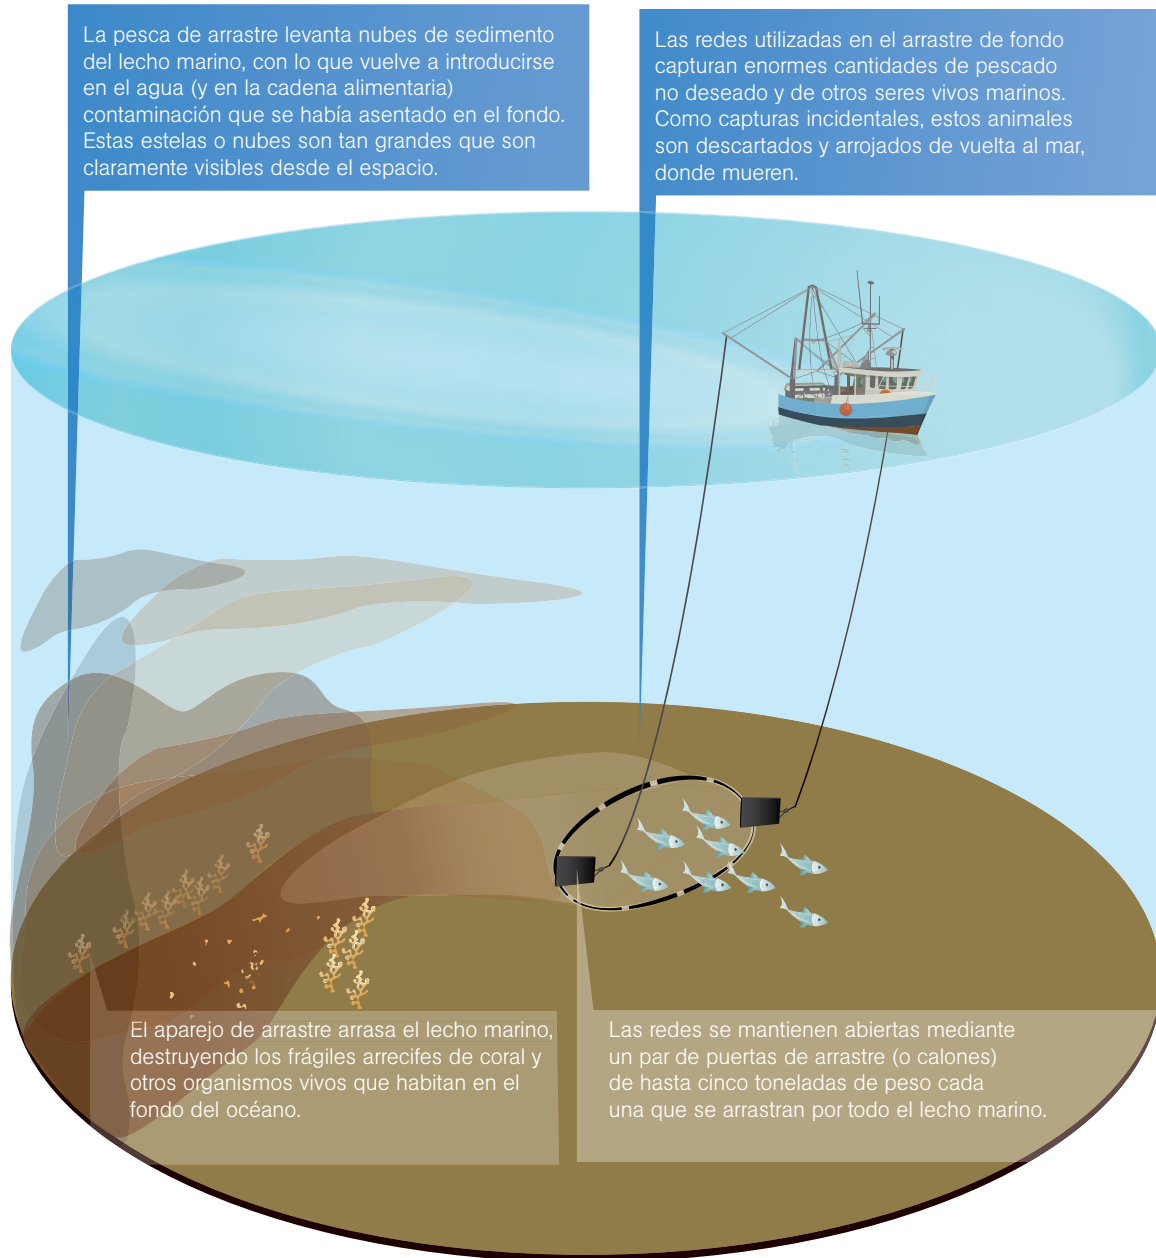 La pesca de arrastre levanta nubes de sedimento
del lecho marino, con lo que vuelve a introducirse
en el agua (y en la cadena alimentaria)
contaminación que se había asentado en el fondo.
Estas estelas o nubes son tan grandes que son
claramente visibles desde el espacio.
Las redes utilizadas en el arrastre de fondo
capturan enormes cantidades de pescado
no deseado y de otros seres vivos marinos.
Como capturas incidentales, estos animales
son descartados y arrojados de vuelta al mar,
donde mueren.
El aparejo de arrastre arrasa el lecho marino,
destruyendo los frágiles arrecifes de coral y
otros organismos vivos que habitan en el
fondo del océano.
Las redes se mantienen abiertas mediante
un par de puertas de arrastre (o calones)
de hasta cinco toneladas de peso cada
una que se arrastran por todo el lecho marino.